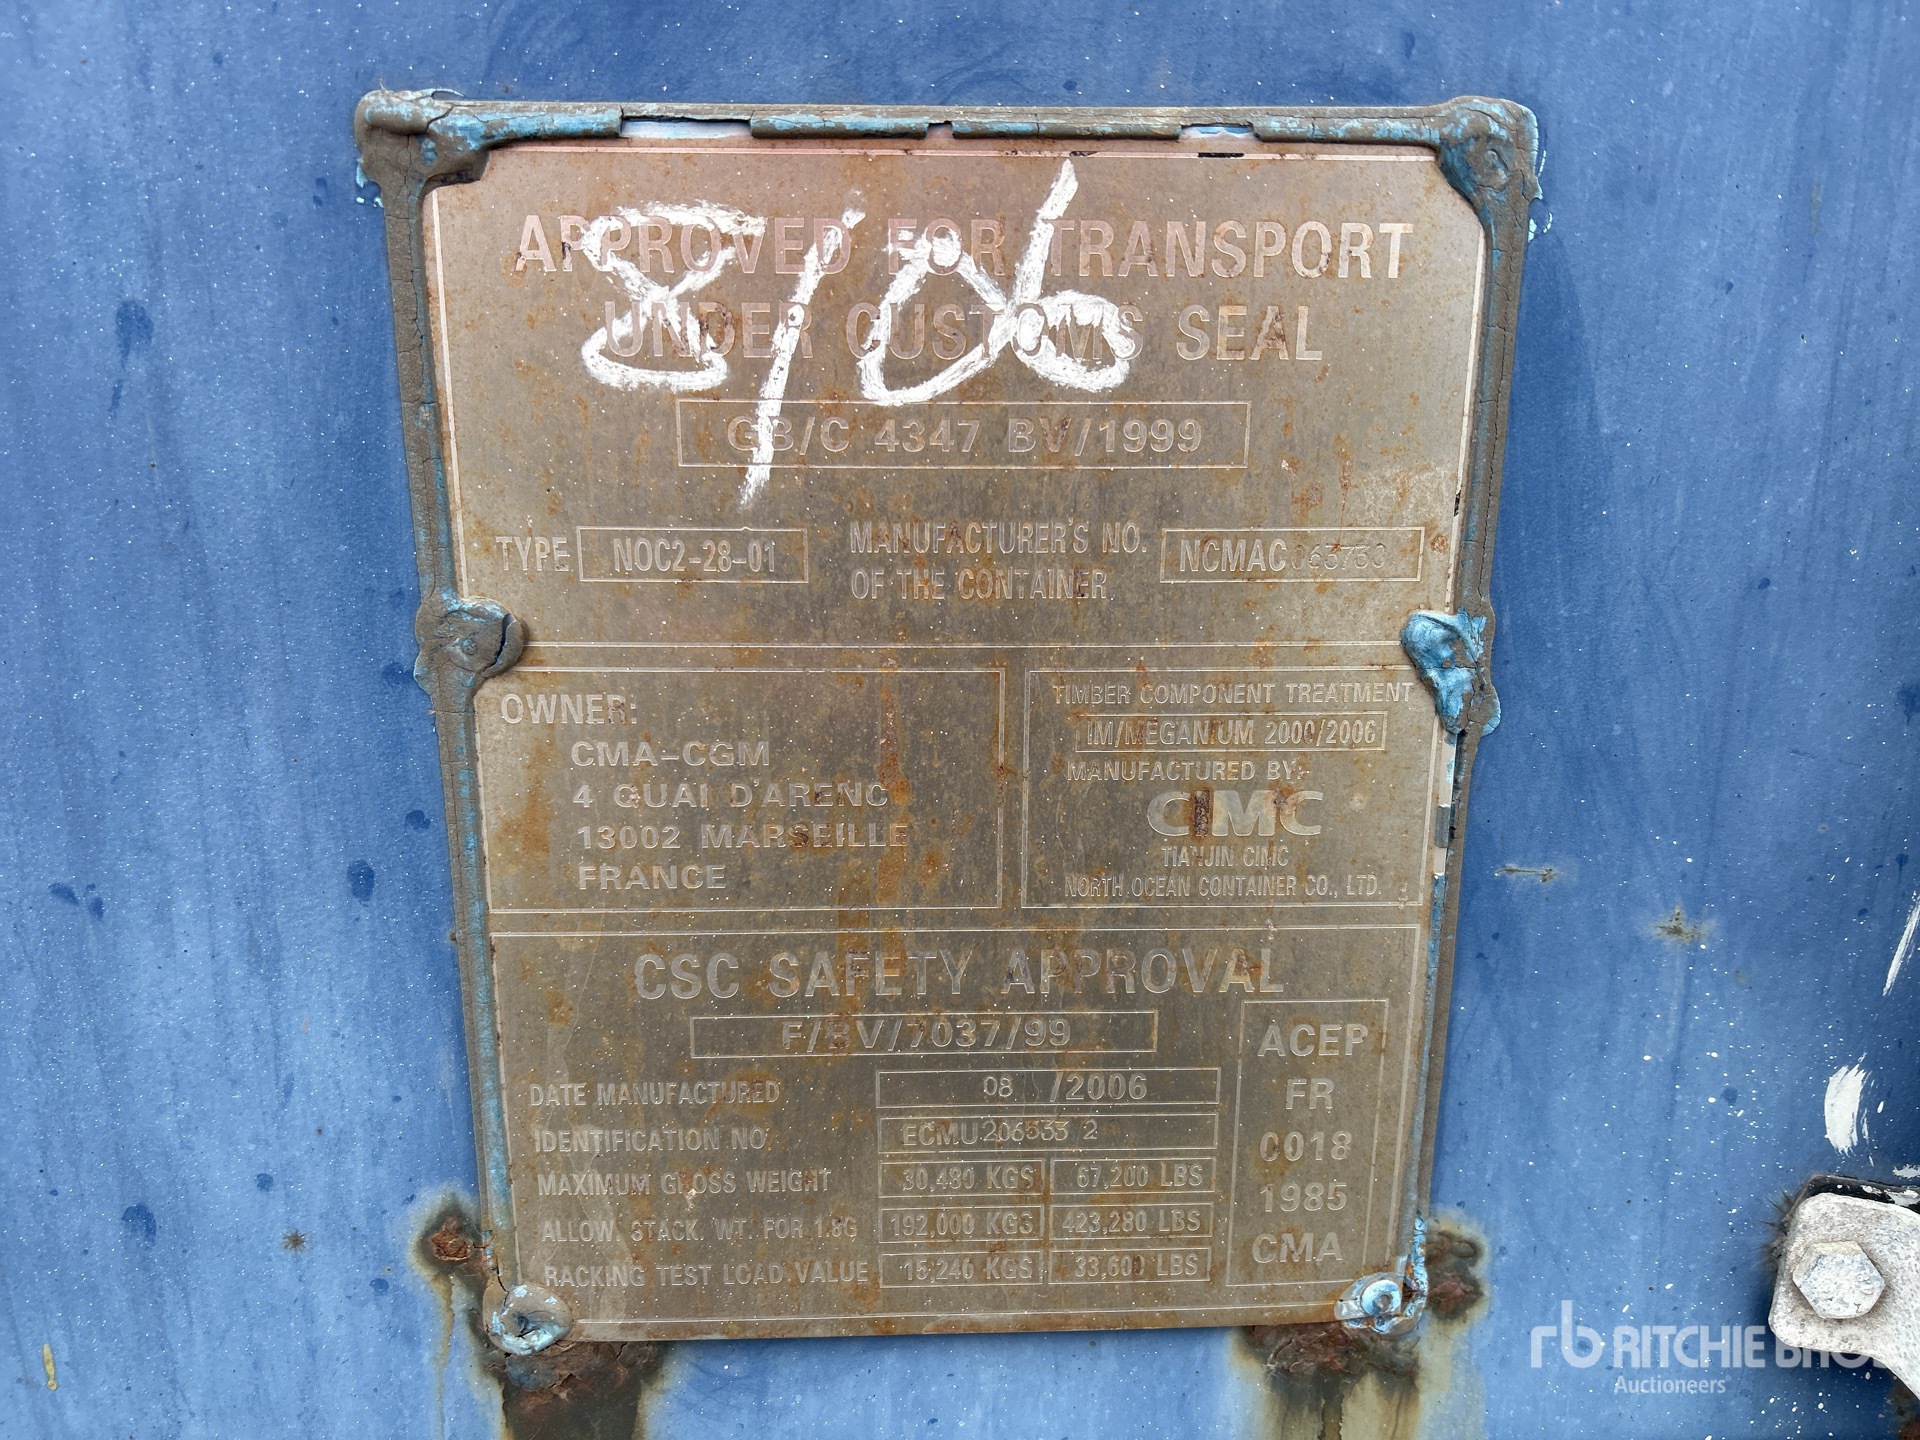 8/06
APPROVED FOR TRANSPORT
UNDER CUSTOMS SEAL
GB/C 4347 BV/1999
TYPE NOC2-28-01 MANUFACTURER'S NO. OF THE CONTAINER NCMAC063730
OWNER:
CMA-CGM
4 QUAI D'ARENC
13002 MARSEILLE
FRANCE
TIMBER COMPONENT TREATMENT
IM/MEGANIUM 2000/2006
MANUFACTURED BY:
CIMC
TIANJIN CIMC
NORTH OCEAN CONTAINER CO., LTD.
CSC SAFETY APPROVAL
F/BV/7037/99
DATE MANUFACTURED 08 /2006
IDENTIFICATION NO ECMU206333 2
MAXIMUM GROSS WEIGHT 30,480 KGS 67,200 LBS
ALLOW. STACK. WT. FOR 1.8G 192,000 KGS 423,280 LBS
RACKING TEST LOAD VALUE 15,240 KGS 33,600 LBS
ACEP
FR
C018
1985
CMA
rb RITCHIE BROS
Auctioneers